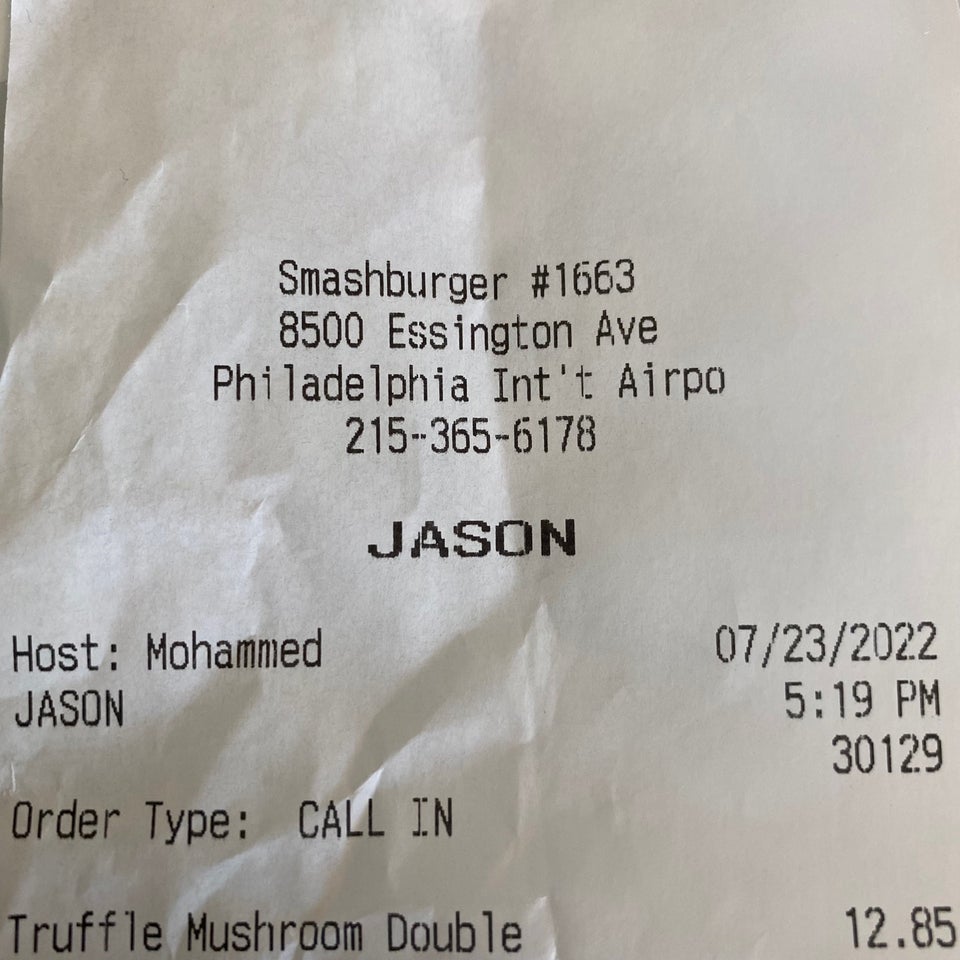 Smashburger #1663
8500 Essington Ave
Philadelphia Int't Airpo
215-365-6178
JASON
Host: Mohammed 07/23/2022
JASON 5:19 PM
30129
Order Type: CALL IN
Truffle Mushroom Double 12.85